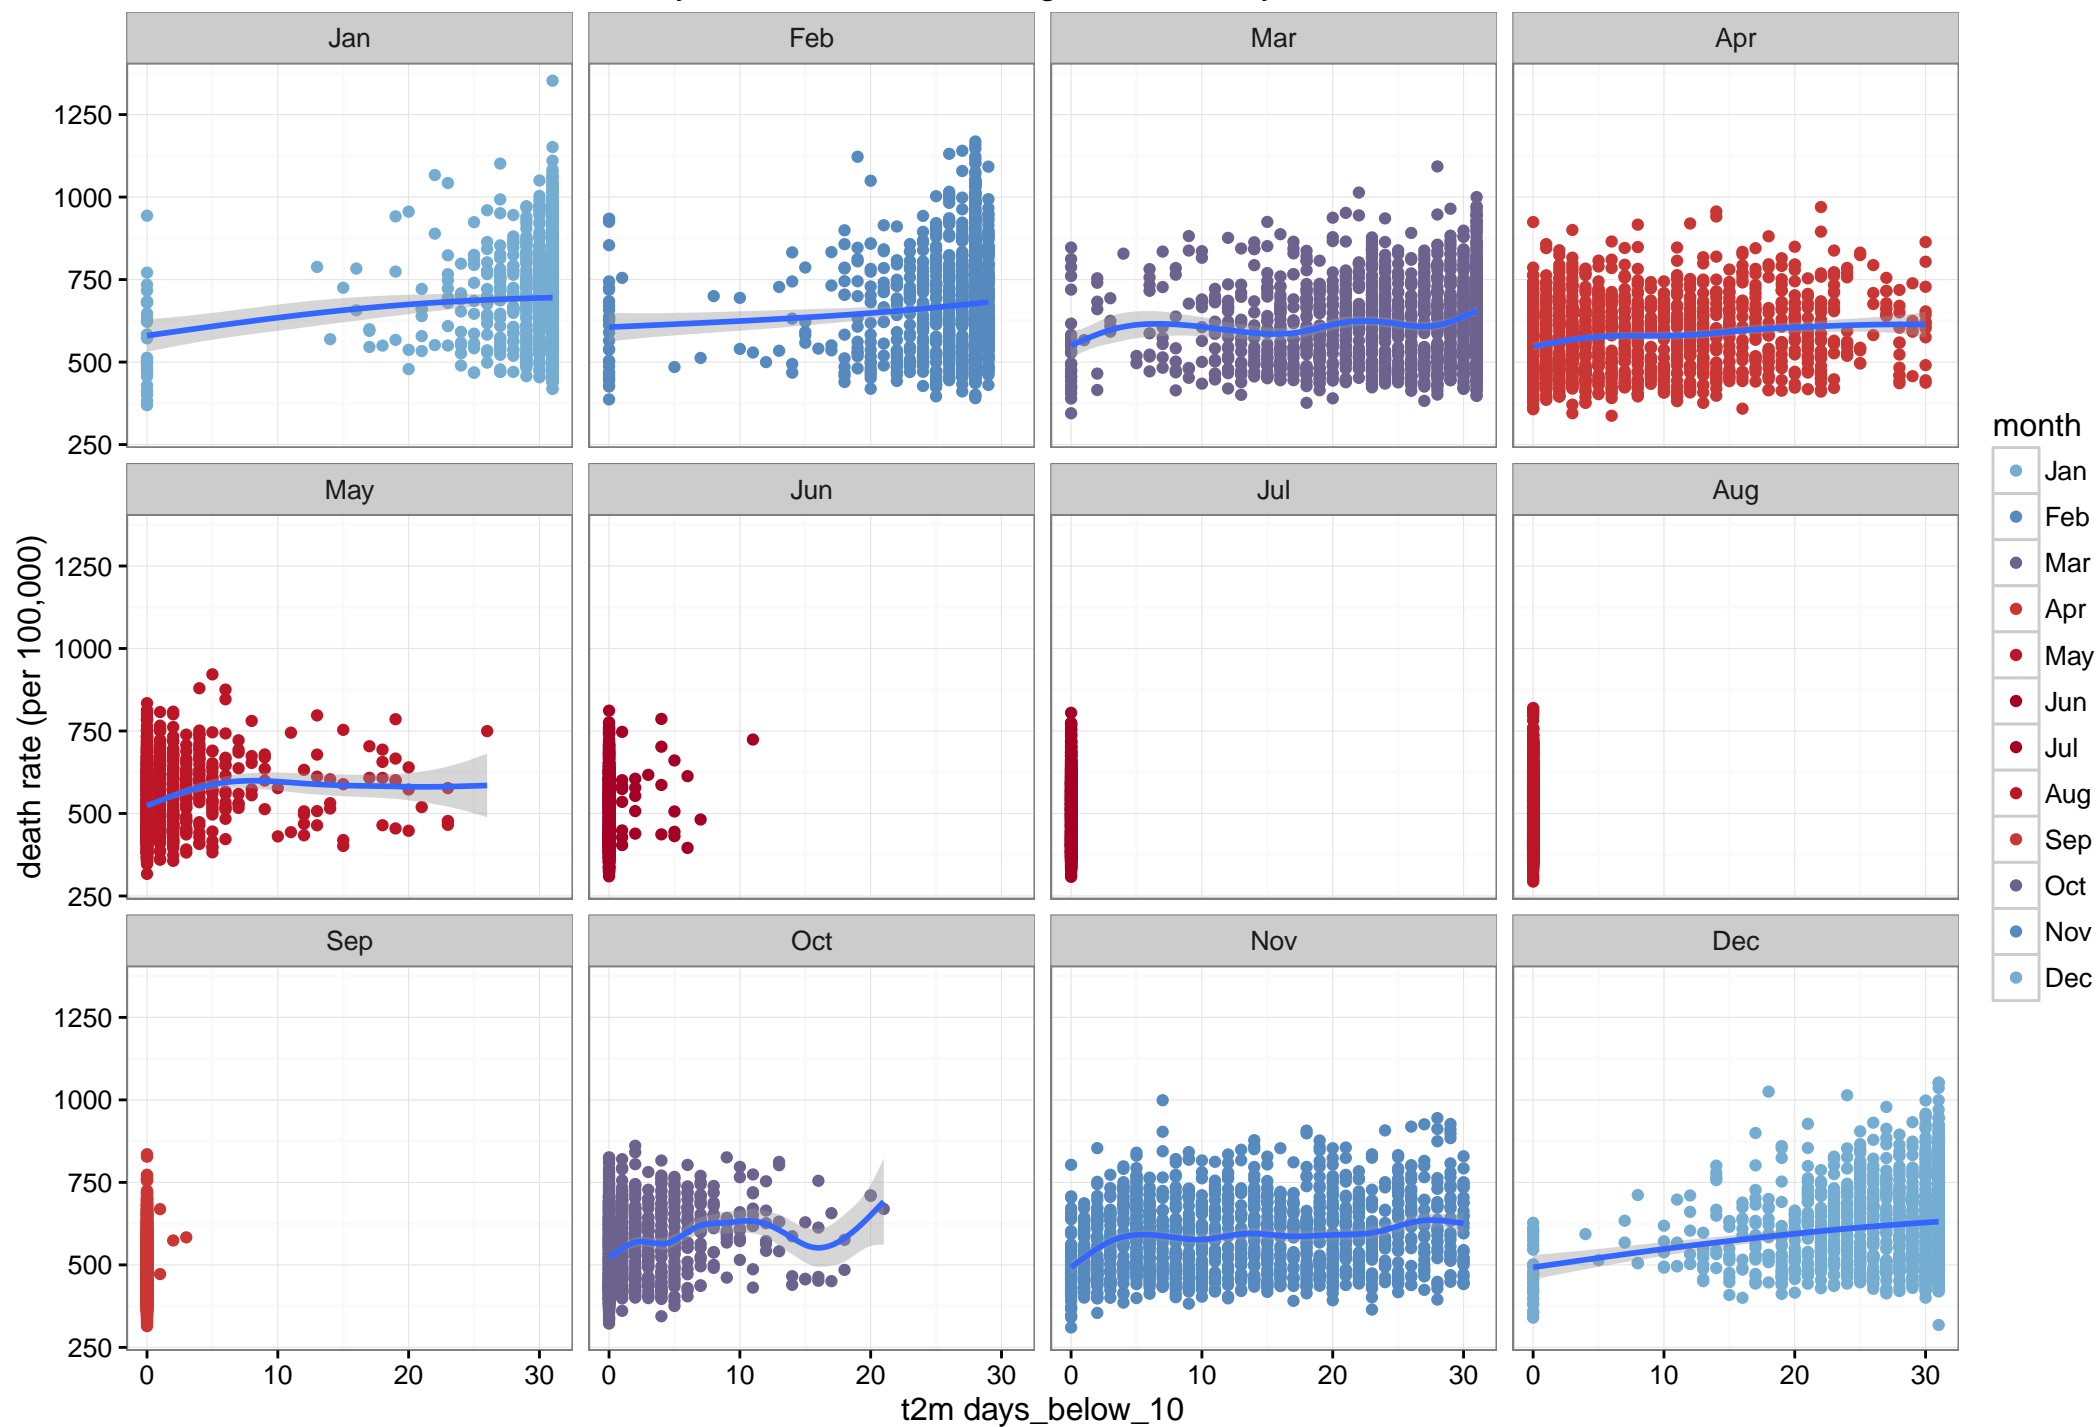 Jan Feb Mar Apr
1250
1000
750
500
250
May Jun Jul Aug
1250
1000
750
500
250
Sep Oct Nov Dec
1250
1000
750
500
250
0 10 20 30 0 10 20 30 0 10 20 30 0 10 20 30
t2m days_below_10
death rate (per 100,000)
month
Jan
Feb
Mar
Apr
May
Jun
Jul
Aug
Sep
Oct
Nov
Dec